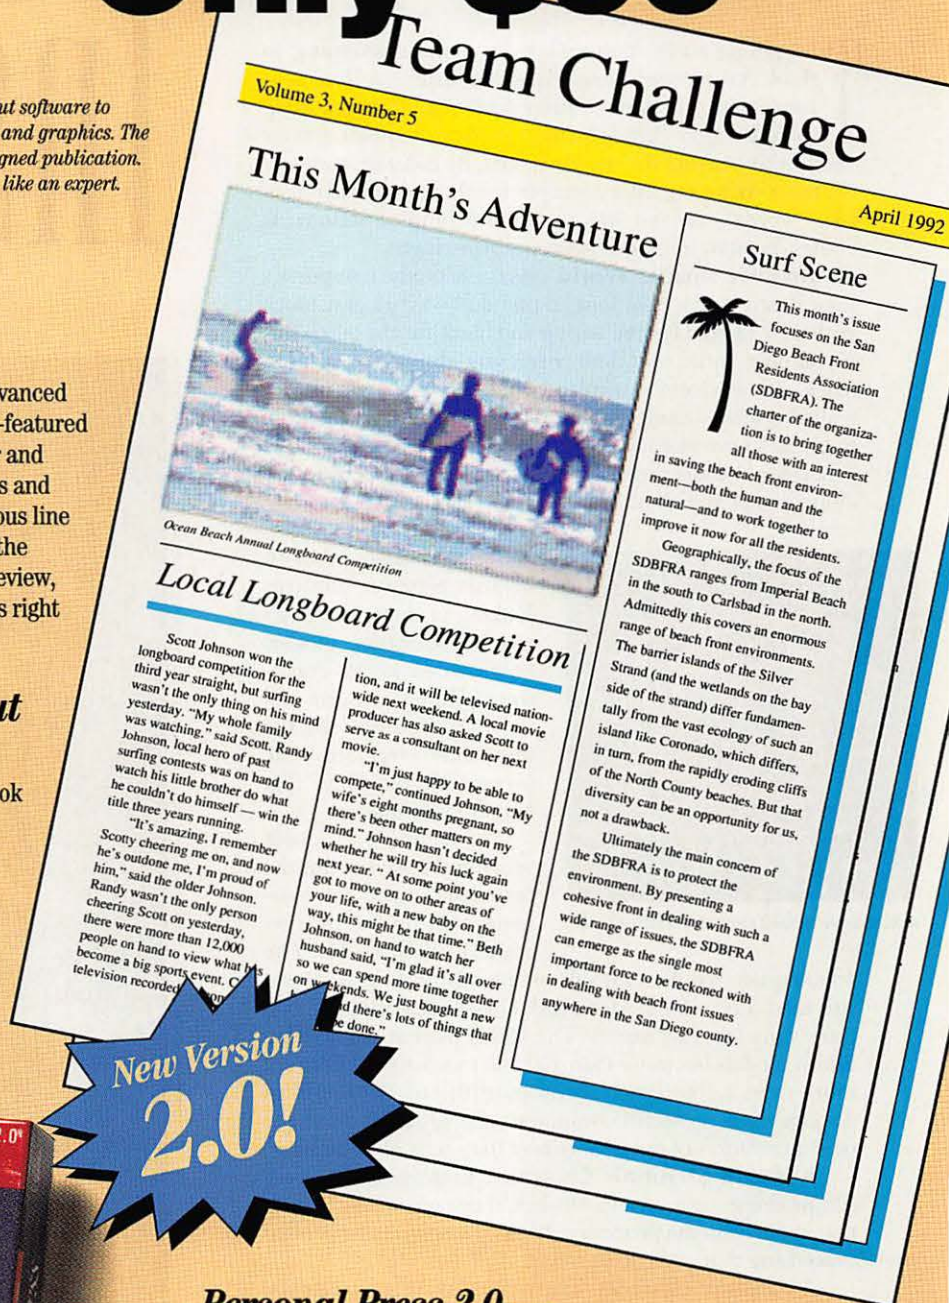 Only
Team Challenge
Volume 3, Number 5
April 1992
software to
and graphics. The
publication.
like an expert.
-featured
and
s and
line
the
right
ok
This Month's Adventure
Ocean Beach Annual Longboard Competition
Local Longboard Competition
Scott Johnson won the
longboard competition for the
third year straight, but surfing
wasn't the only thing on his mind
yesterday. “My whole family
was watching.” said Scott. Randy
Johnson, local hero of past
surfing contests was on hand to
watch his little brother do what
he couldn't do himself — win the
title three years running.
“It's amazing, I remember
Scotty cheering me on, and now
he's outdone me, I'm proud of
him,” said the older Johnson.
Randy wasn't the only person
cheering Scott on yesterday,
there were more than 12,000
people on hand to view what has
become a big sports event.
television recorded
tion, and it will be televised nation-
wide next weekend. A local movie
producer has also asked Scott to
serve as a consultant on her next
movie.
“I'm just happy to be able to
compete,” continued Johnson, “My
wife's eight months pregnant, so
there's been other matters on my
mind.” Johnson hasn't decided
whether he will try his luck again
next year. “ At some point you've
got to move on to other areas of
your life, with a new baby on the
way, this might be that time.” Beth
Johnson, on hand to watch her
husband said, “I'm glad it's all over
so we can spend more time together
on weekends. We just bought a new
there's lots of things that
be done.”
Surf Scene
This month's issue
focuses on the San
Diego Beach Front
Residents Association
(SDBFRA). The
charter of the organiza-
tion is to bring together
all those with an interest
in saving the beach front environ-
ment—both the human and the
natural—and to work together to
improve it now for all the residents.
Geographically, the focus of the
SDBFRA ranges from Imperial Beach
in the south to Carlsbad in the north.
Admittedly this covers an enormous
range of beach front environments.
The barrier islands of the Silver
Strand (and the wetlands on the bay
side of the strand) differ fundamen-
tally from the vast ecology of such an
island like Coronado, which differs,
in turn, from the rapidly eroding cliffs
of the North County beaches. But that
diversity can be an opportunity for us,
not a drawback.
Ultimately the main concern of
the SDBFRA is to protect the
environment. By presenting a
cohesive front in dealing with such a
wide range of issues, the SDBFRA
can emerge as the single most
important force to be reckoned with
in dealing with beach front issues
anywhere in the San Diego county.
New Version
2.0!
Personal Press 2.0